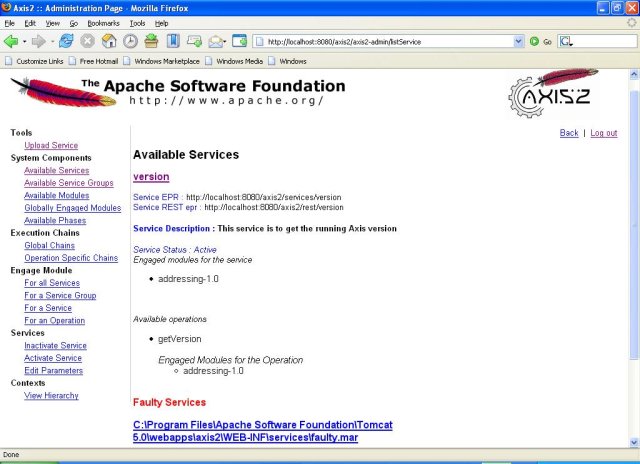 Axis2 :: Administration Page - Mozilla Firefox
File Edit View Go Bookmarks Tools Help
http://localhost:8080/axis2/axis2-admin/listService
Go
Customize Links Free Hotmail Windows Marketplace Windows Media Windows
The Apache Software Foundation
http://www.apache.org/
AXIS2
Back | Log out
Tools
Upload Service
System Components
Available Services
Available Service Groups
Available Modules
Globally Engaged Modules
Available Phases
Execution Chains
Global Chains
Operation Specific Chains
Engage Module
For all Services
For a Service Group
For a Service
For an Operation
Services
Inactivate Service
Activate Service
Edit Parameters
Contexts
View Hierarchy
Available Services
version
Service EPR : http://localhost:8080/axis2/services/version
Service REST epr : http://localhost:8080/axis2/rest/version
Service Description : This service is to get the running Axis version
Service Status : Active
Engaged modules for the service
addressing-1.0
Available operations
getVersion
Engaged Modules for the Operation
addressing-1.0
Faulty Services
C:\Program Files\Apache Software Foundation\Tomcat
5.0\webapps\axis2\WEB-INF\services\faulty.mar
Done